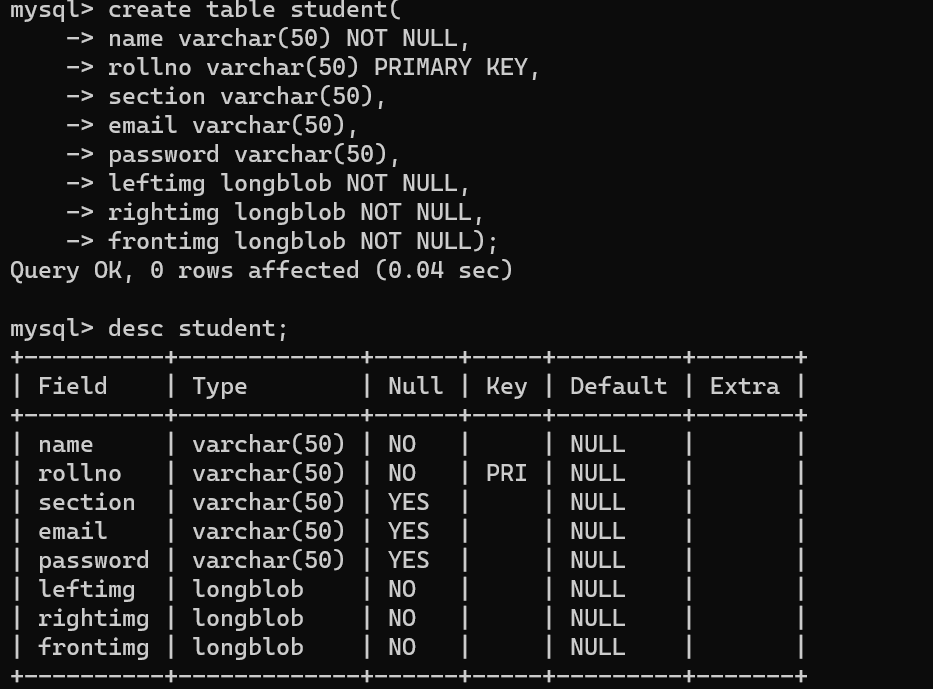 mysql> create table student(
    -> name varchar(50) NOT NULL,
    -> rollno varchar(50) PRIMARY KEY,
    -> section varchar(50),
    -> email varchar(50),
    -> password varchar(50),
    -> leftimg longblob NOT NULL,
    -> rightimg longblob NOT NULL,
    -> frontimg longblob NOT NULL);
Query OK, 0 rows affected (0.04 sec)

mysql> desc student;
+----------+-------------+------+-----+---------+-------+
| Field    | Type        | Null | Key | Default | Extra |
+----------+-------------+------+-----+---------+-------+
| name     | varchar(50) | NO   |     | NULL    |       |
| rollno   | varchar(50) | NO   | PRI | NULL    |       |
| section  | varchar(50) | YES  |     | NULL    |       |
| email    | varchar(50) | YES  |     | NULL    |       |
| password | varchar(50) | YES  |     | NULL    |       |
| leftimg  | longblob    | NO   |     | NULL    |       |
| rightimg | longblob    | NO   |     | NULL    |       |
| frontimg | longblob    | NO   |     | NULL    |       |
+----------+-------------+------+-----+---------+-------+